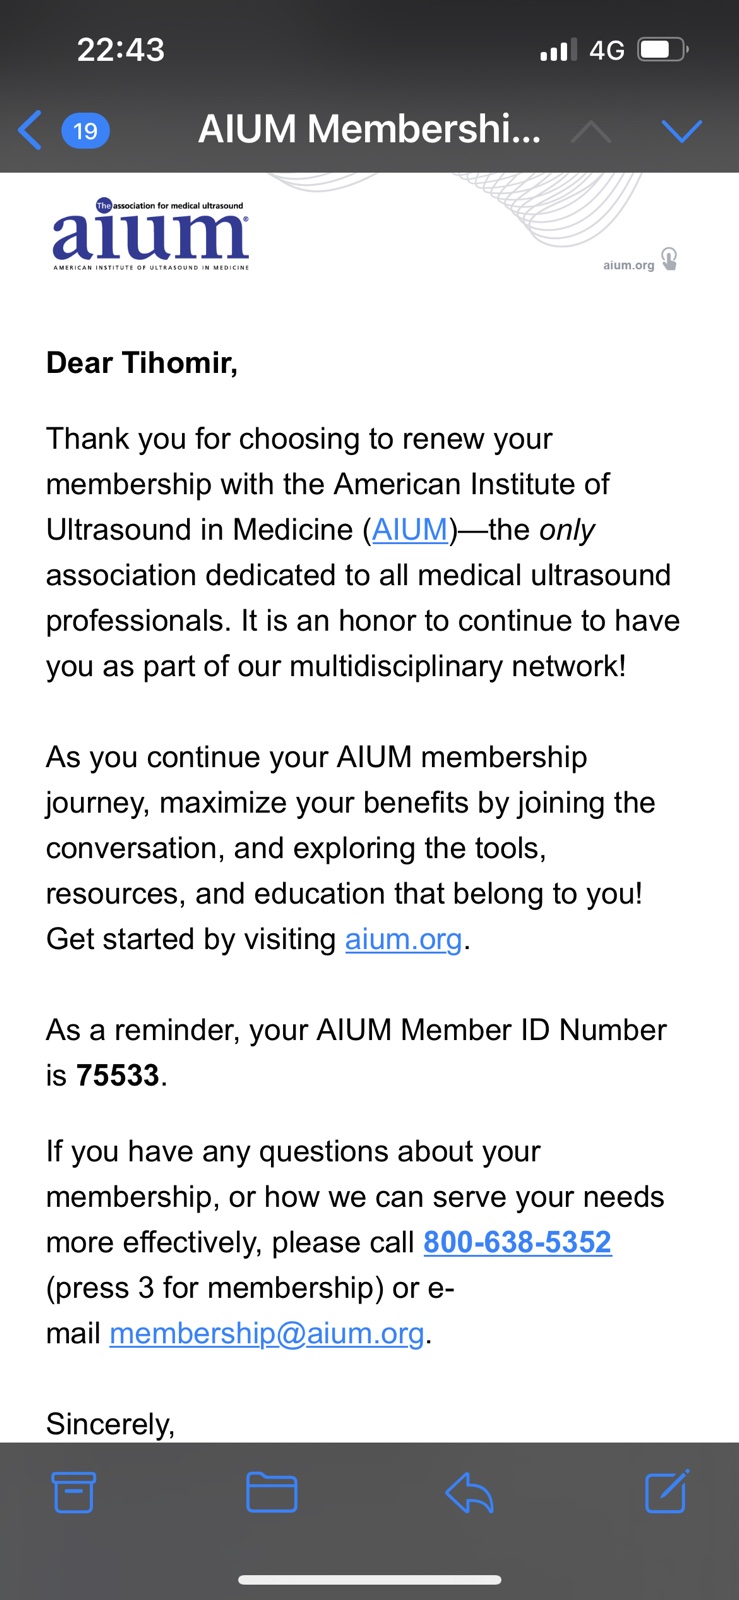 22:43
4G
19
AIUM Membershi...
The association for medical ultrasound
aium®
AMERICAN INSTITUTE OF ULTRASOUND IN MEDICINE
aium.org
Dear Tihomir,
Thank you for choosing to renew your
membership with the American Institute of
Ultrasound in Medicine (AIUM)—the only
association dedicated to all medical ultrasound
professionals. It is an honor to continue to have
you as part of our multidisciplinary network!
As you continue your AIUM membership
journey, maximize your benefits by joining the
conversation, and exploring the tools,
resources, and education that belong to you!
Get started by visiting aium.org.
As a reminder, your AIUM Member ID Number
is 75533.
If you have any questions about your
membership, or how we can serve your needs
more effectively, please call 800-638-5352
(press 3 for membership) or e-
mail membership@aium.org.
Sincerely,